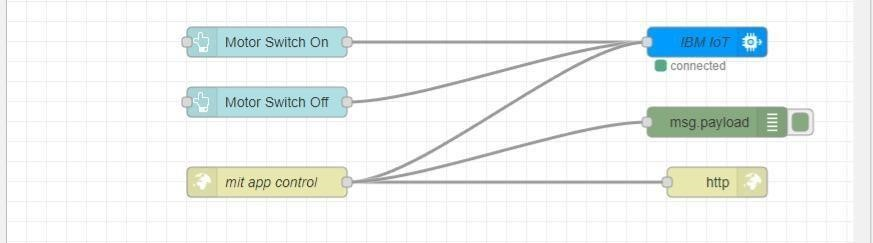 Motor Switch On
IBM IoT
connected
Motor Switch Off
msg.payload
mit app control
http